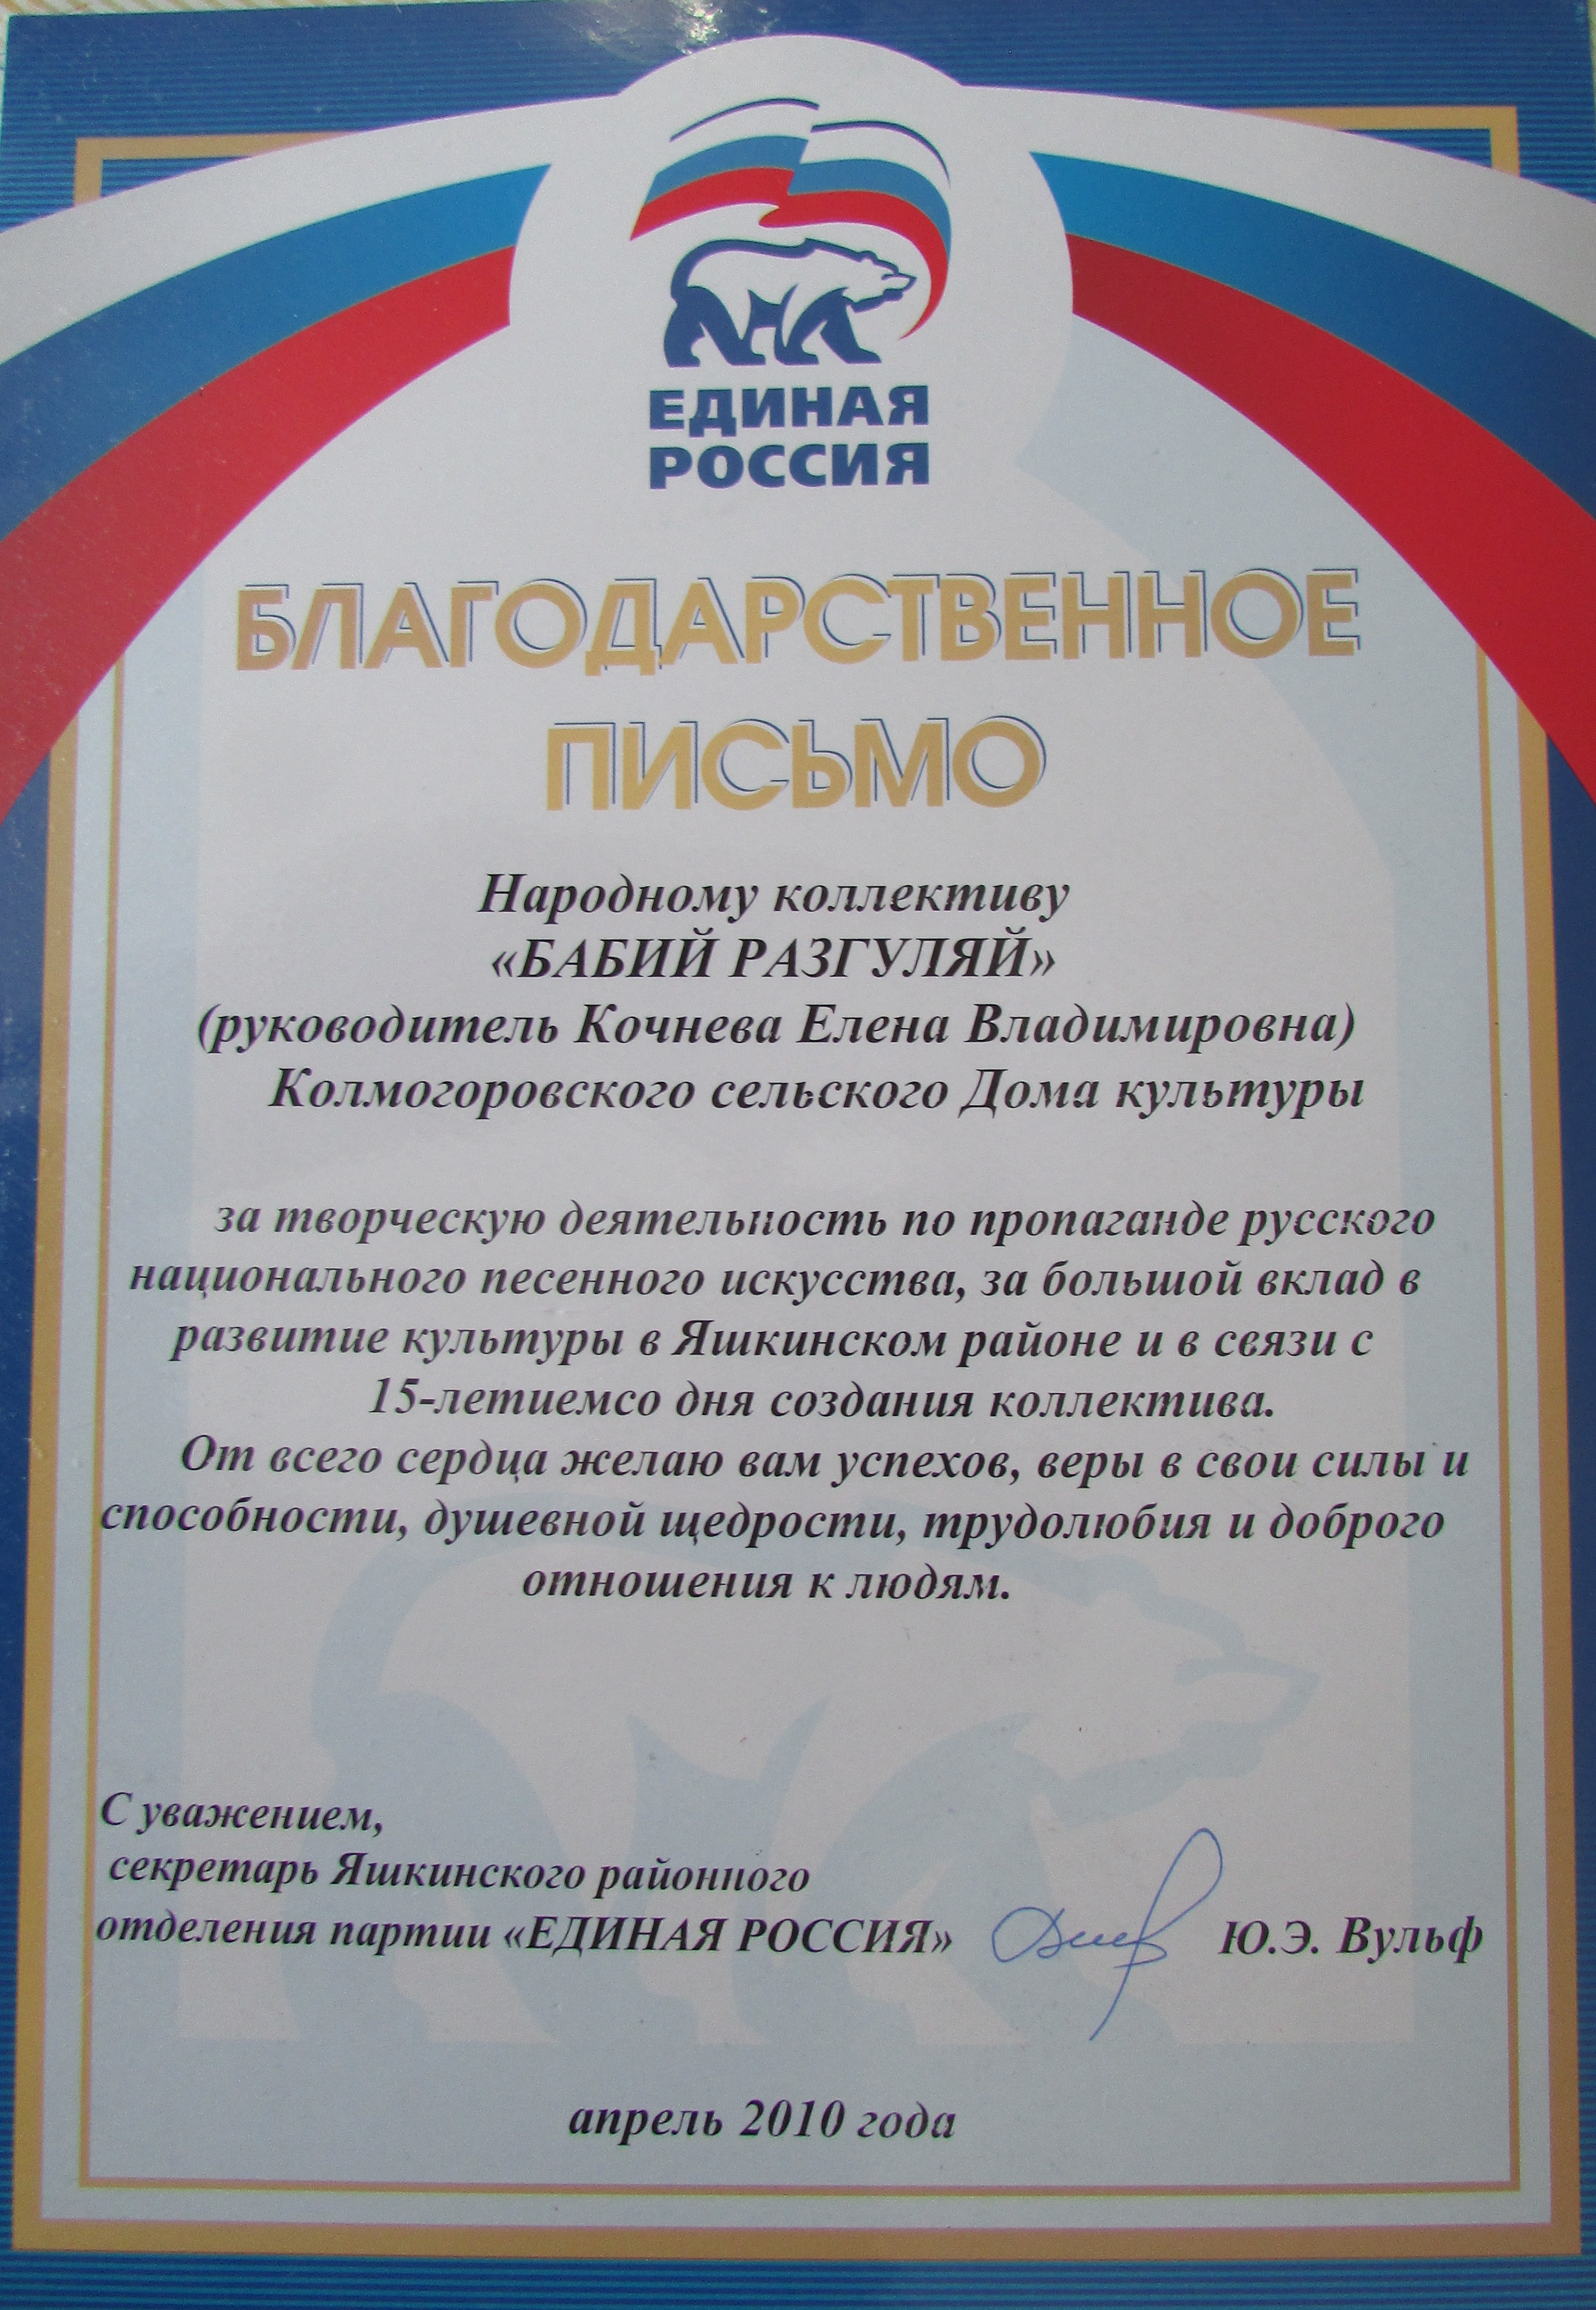 ЕДИНАЯ
РОССИЯ
БЛАГОДАРСТВЕННОЕ
ПИСЬМО
Народному коллективу
«БАБИЙ РАЗГУЛЯЙ»
(руководитель Кочнева Елена Владимировна)
Колмогоровского сельского Дома культуры
за творческую деятельность по пропаганде русского
национального песенного искусства, за большой вклад в
развитие культуры в Яшкинском районе и в связи с
15-летиемсо дня создания коллектива.
От всего сердца желаю вам успехов, веры в свои силы и
способности, душевной щедрости, трудолюбия и доброго
отношения к людям.
С уважением,
секретарь Яшкинского районного
отделения партии «ЕДИНАЯ РОССИЯ» Ю.Э. Вульф
апрель 2010 года